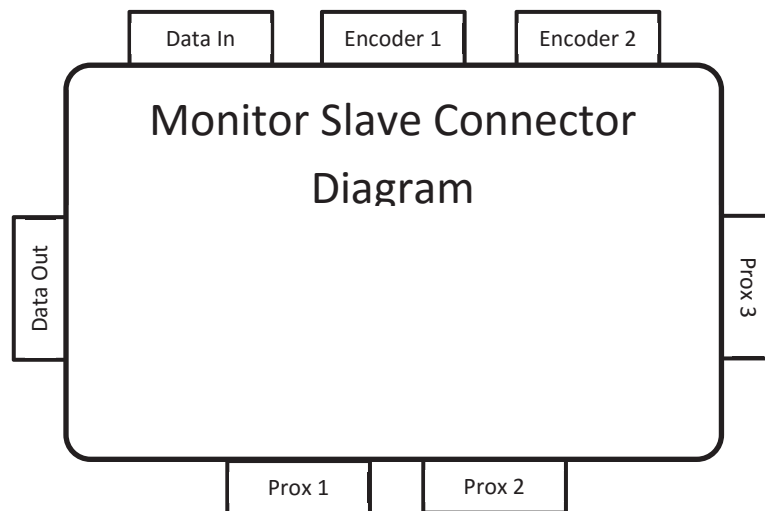 Data In
Encoder 1
Encoder 2
Monitor Slave Connector
Diagram
Data Out
Prox 3
Prox 1
Prox 2